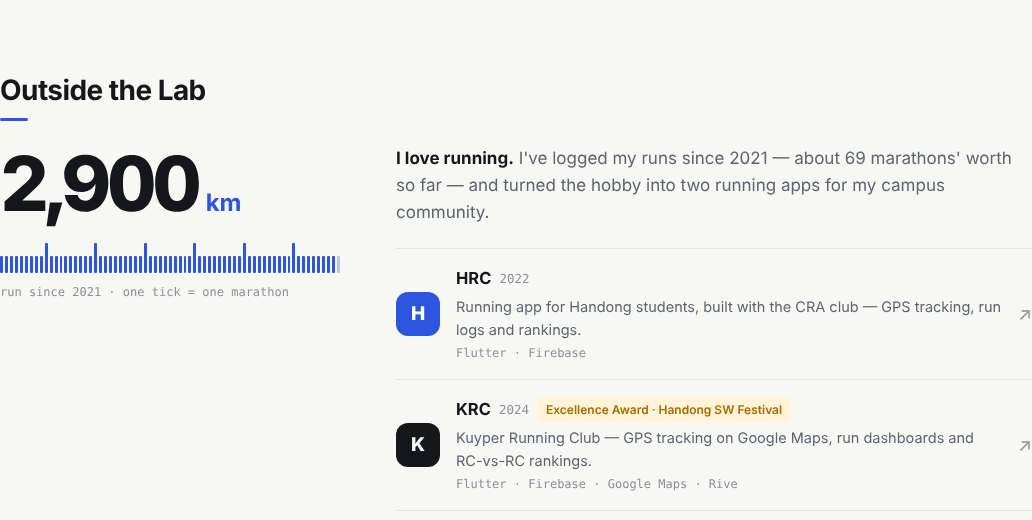 Outside the Lab
2,900 km
run since 2021 · one tick = one marathon
I love running. I've logged my runs since 2021 — about 69 marathons' worth
so far — and turned the hobby into two running apps for my campus
community.
H
HRC 2022
Running app for Handong students, built with the CRA club — GPS tracking, run
logs and rankings.
Flutter · Firebase
K
KRC 2024 Excellence Award · Handong SW Festival
Kuyper Running Club — GPS tracking on Google Maps, run dashboards and
RC-vs-RC rankings.
Flutter · Firebase · Google Maps · Rive